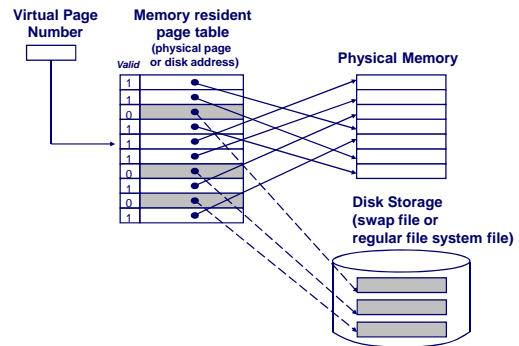 Virtual Page
Number
Memory resident
page table
(physical page
or disk address)
Physical Memory
Valid
1
1
0
1
1
1
0
1
0
1
Disk Storage
(swap file or
regular file system file)